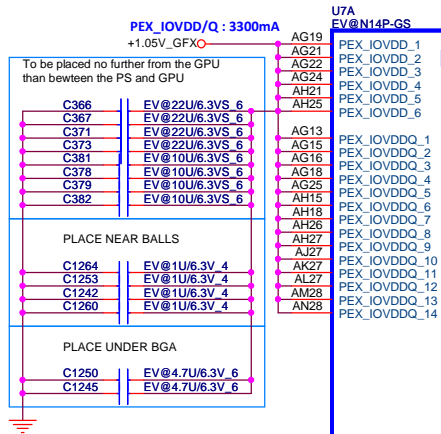 U7A
EV@N14P-GS
PEX_IOVDD/Q : 3300mA
+1.05V_GFX
AG19 PEX_IOVDD_1
AG21 PEX_IOVDD_2
AG22 PEX_IOVDD_3
AG24 PEX_IOVDD_4
AH21 PEX_IOVDD_5
AH25 PEX_IOVDD_6
To be placed no further from the GPU
than bewteen the PS and GPU
C366 EV@22U/6.3VS_6
C367 EV@22U/6.3VS_6
C371 EV@22U/6.3VS_6
C373 EV@22U/6.3VS_6
C381 EV@10U/6.3VS_6
C378 EV@10U/6.3VS_6
C379 EV@10U/6.3VS_6
C382 EV@10U/6.3VS_6
AG13 PEX_IOVDDQ_1
AG15 PEX_IOVDDQ_2
AG16 PEX_IOVDDQ_3
AG18 PEX_IOVDDQ_4
AG25 PEX_IOVDDQ_5
AH15 PEX_IOVDDQ_6
AH18 PEX_IOVDDQ_7
AH26 PEX_IOVDDQ_8
AH27 PEX_IOVDDQ_9
AJ27 PEX_IOVDDQ_10
AK27 PEX_IOVDDQ_11
AL27 PEX_IOVDDQ_12
AM28 PEX_IOVDDQ_13
AN28 PEX_IOVDDQ_14
PLACE NEAR BALLS
C1264 EV@1U/6.3V_4
C1253 EV@1U/6.3V_4
C1242 EV@1U/6.3V_4
C1260 EV@1U/6.3V_4
PLACE UNDER BGA
C1250 EV@4.7U/6.3V_6
C1245 EV@4.7U/6.3V_6